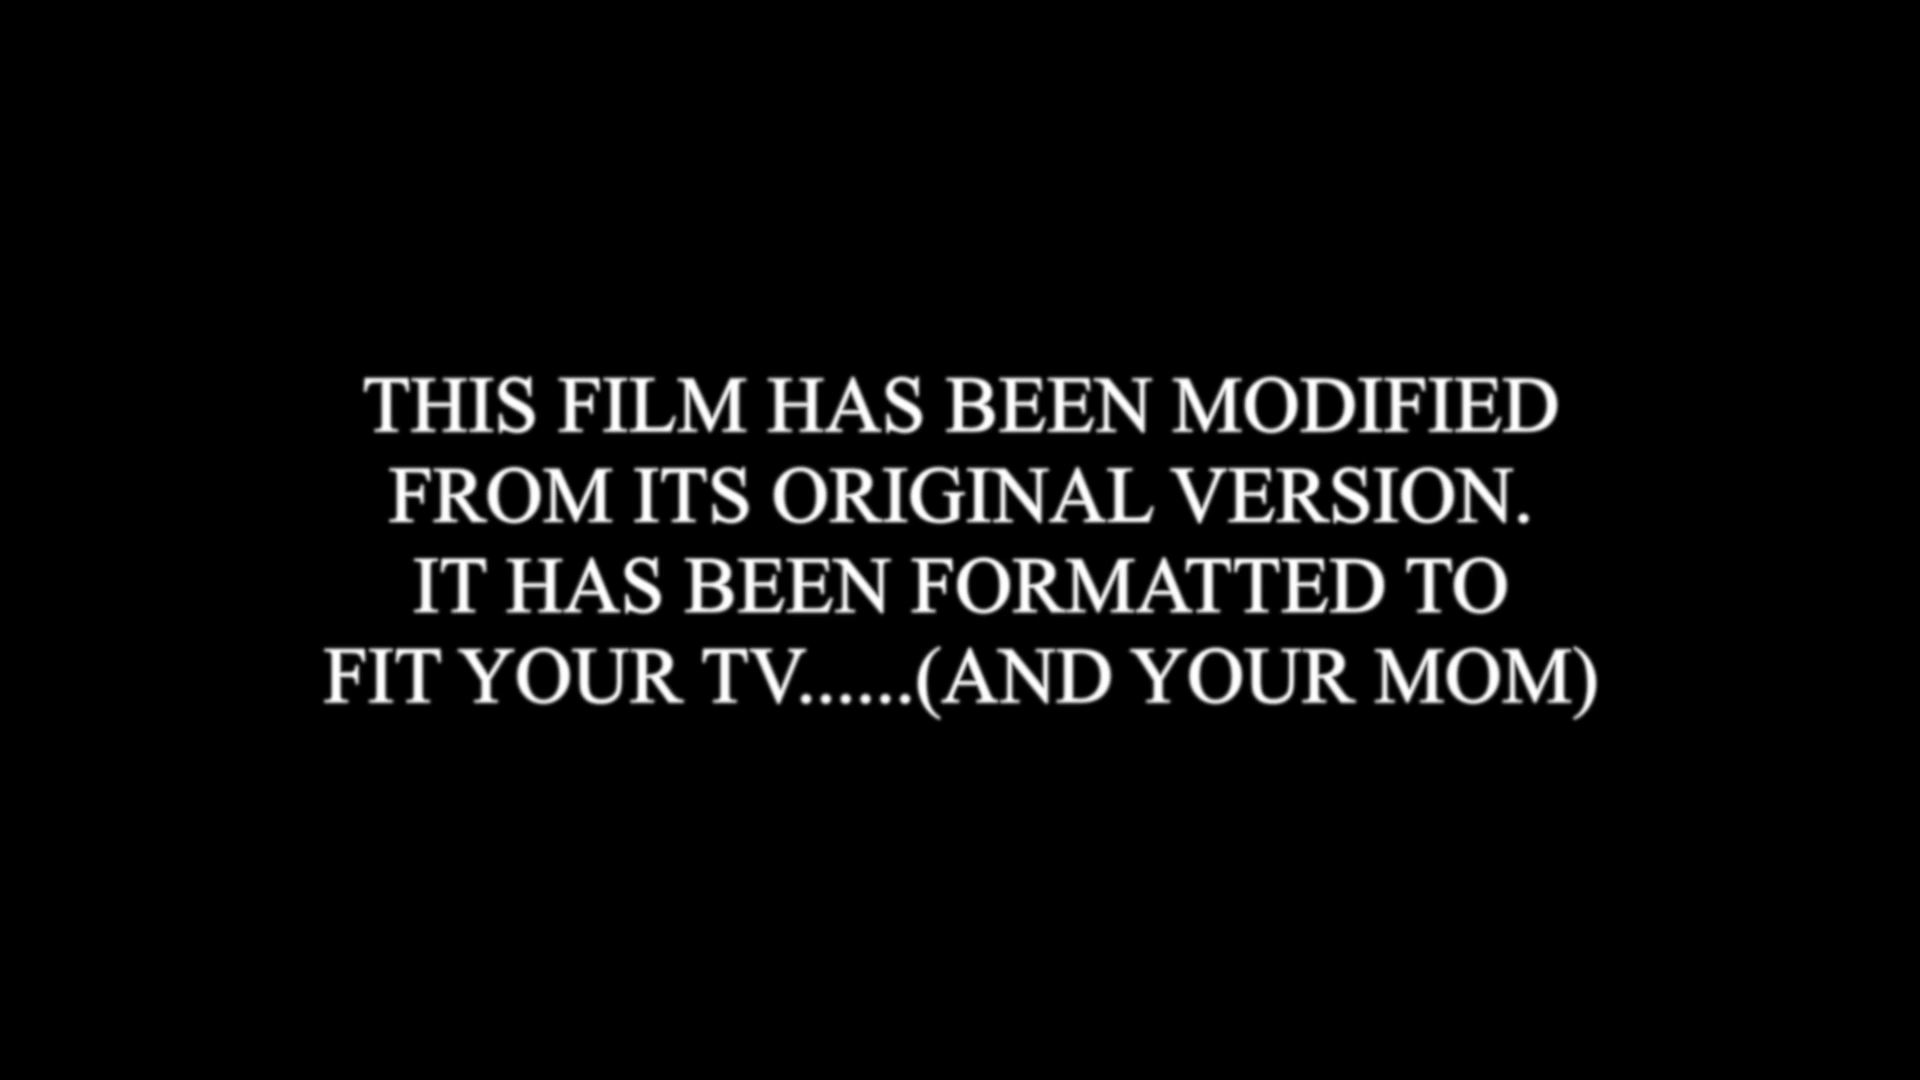 THIS FILM HAS BEEN MODIFIED
FROM ITS ORIGINAL VERSION.
IT HAS BEEN FORMATTED TO
FIT YOUR TV......(AND YOUR MOM)